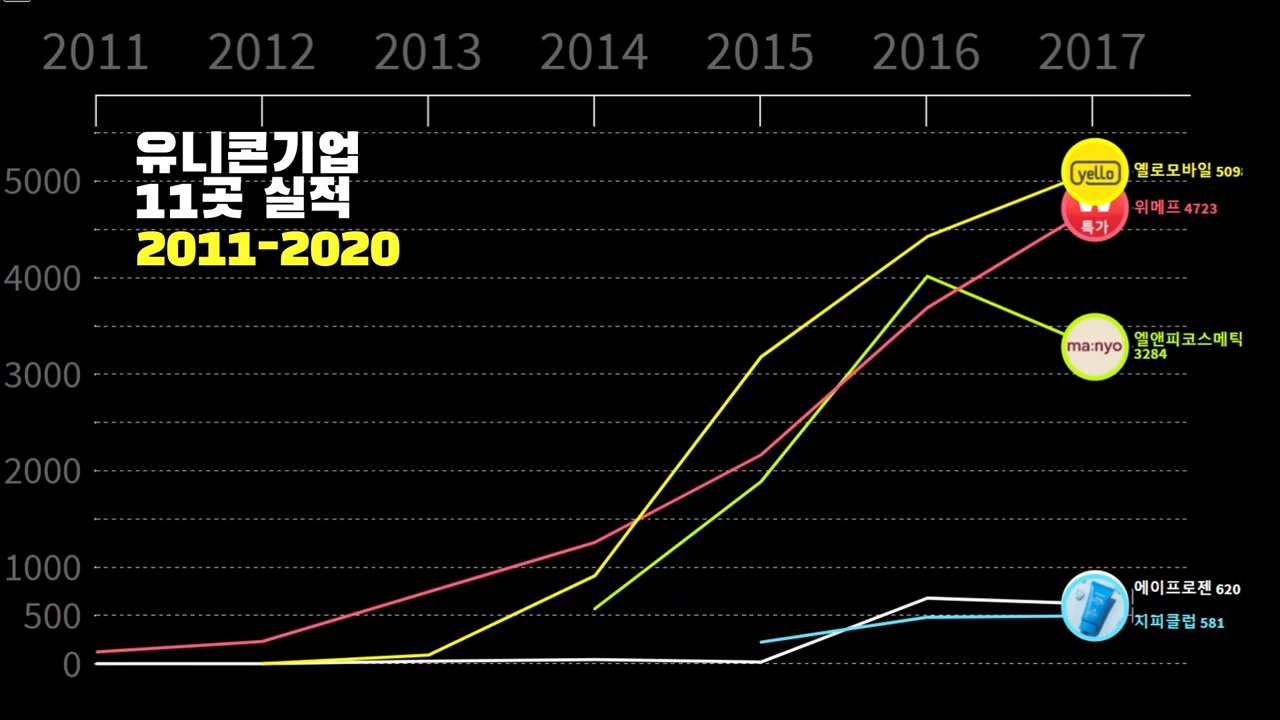 2011 2012 2013 2014 2015 2016 2017
유니콘기업
11곳 실적
2011-2020
5000
4000
3000
2000
1000
500
0
yello
옐로모바일 509
특가
위메프 4723
ma:nyo
엘앤피코스메틱
3284
에이프로젠 620
지피클럽 581